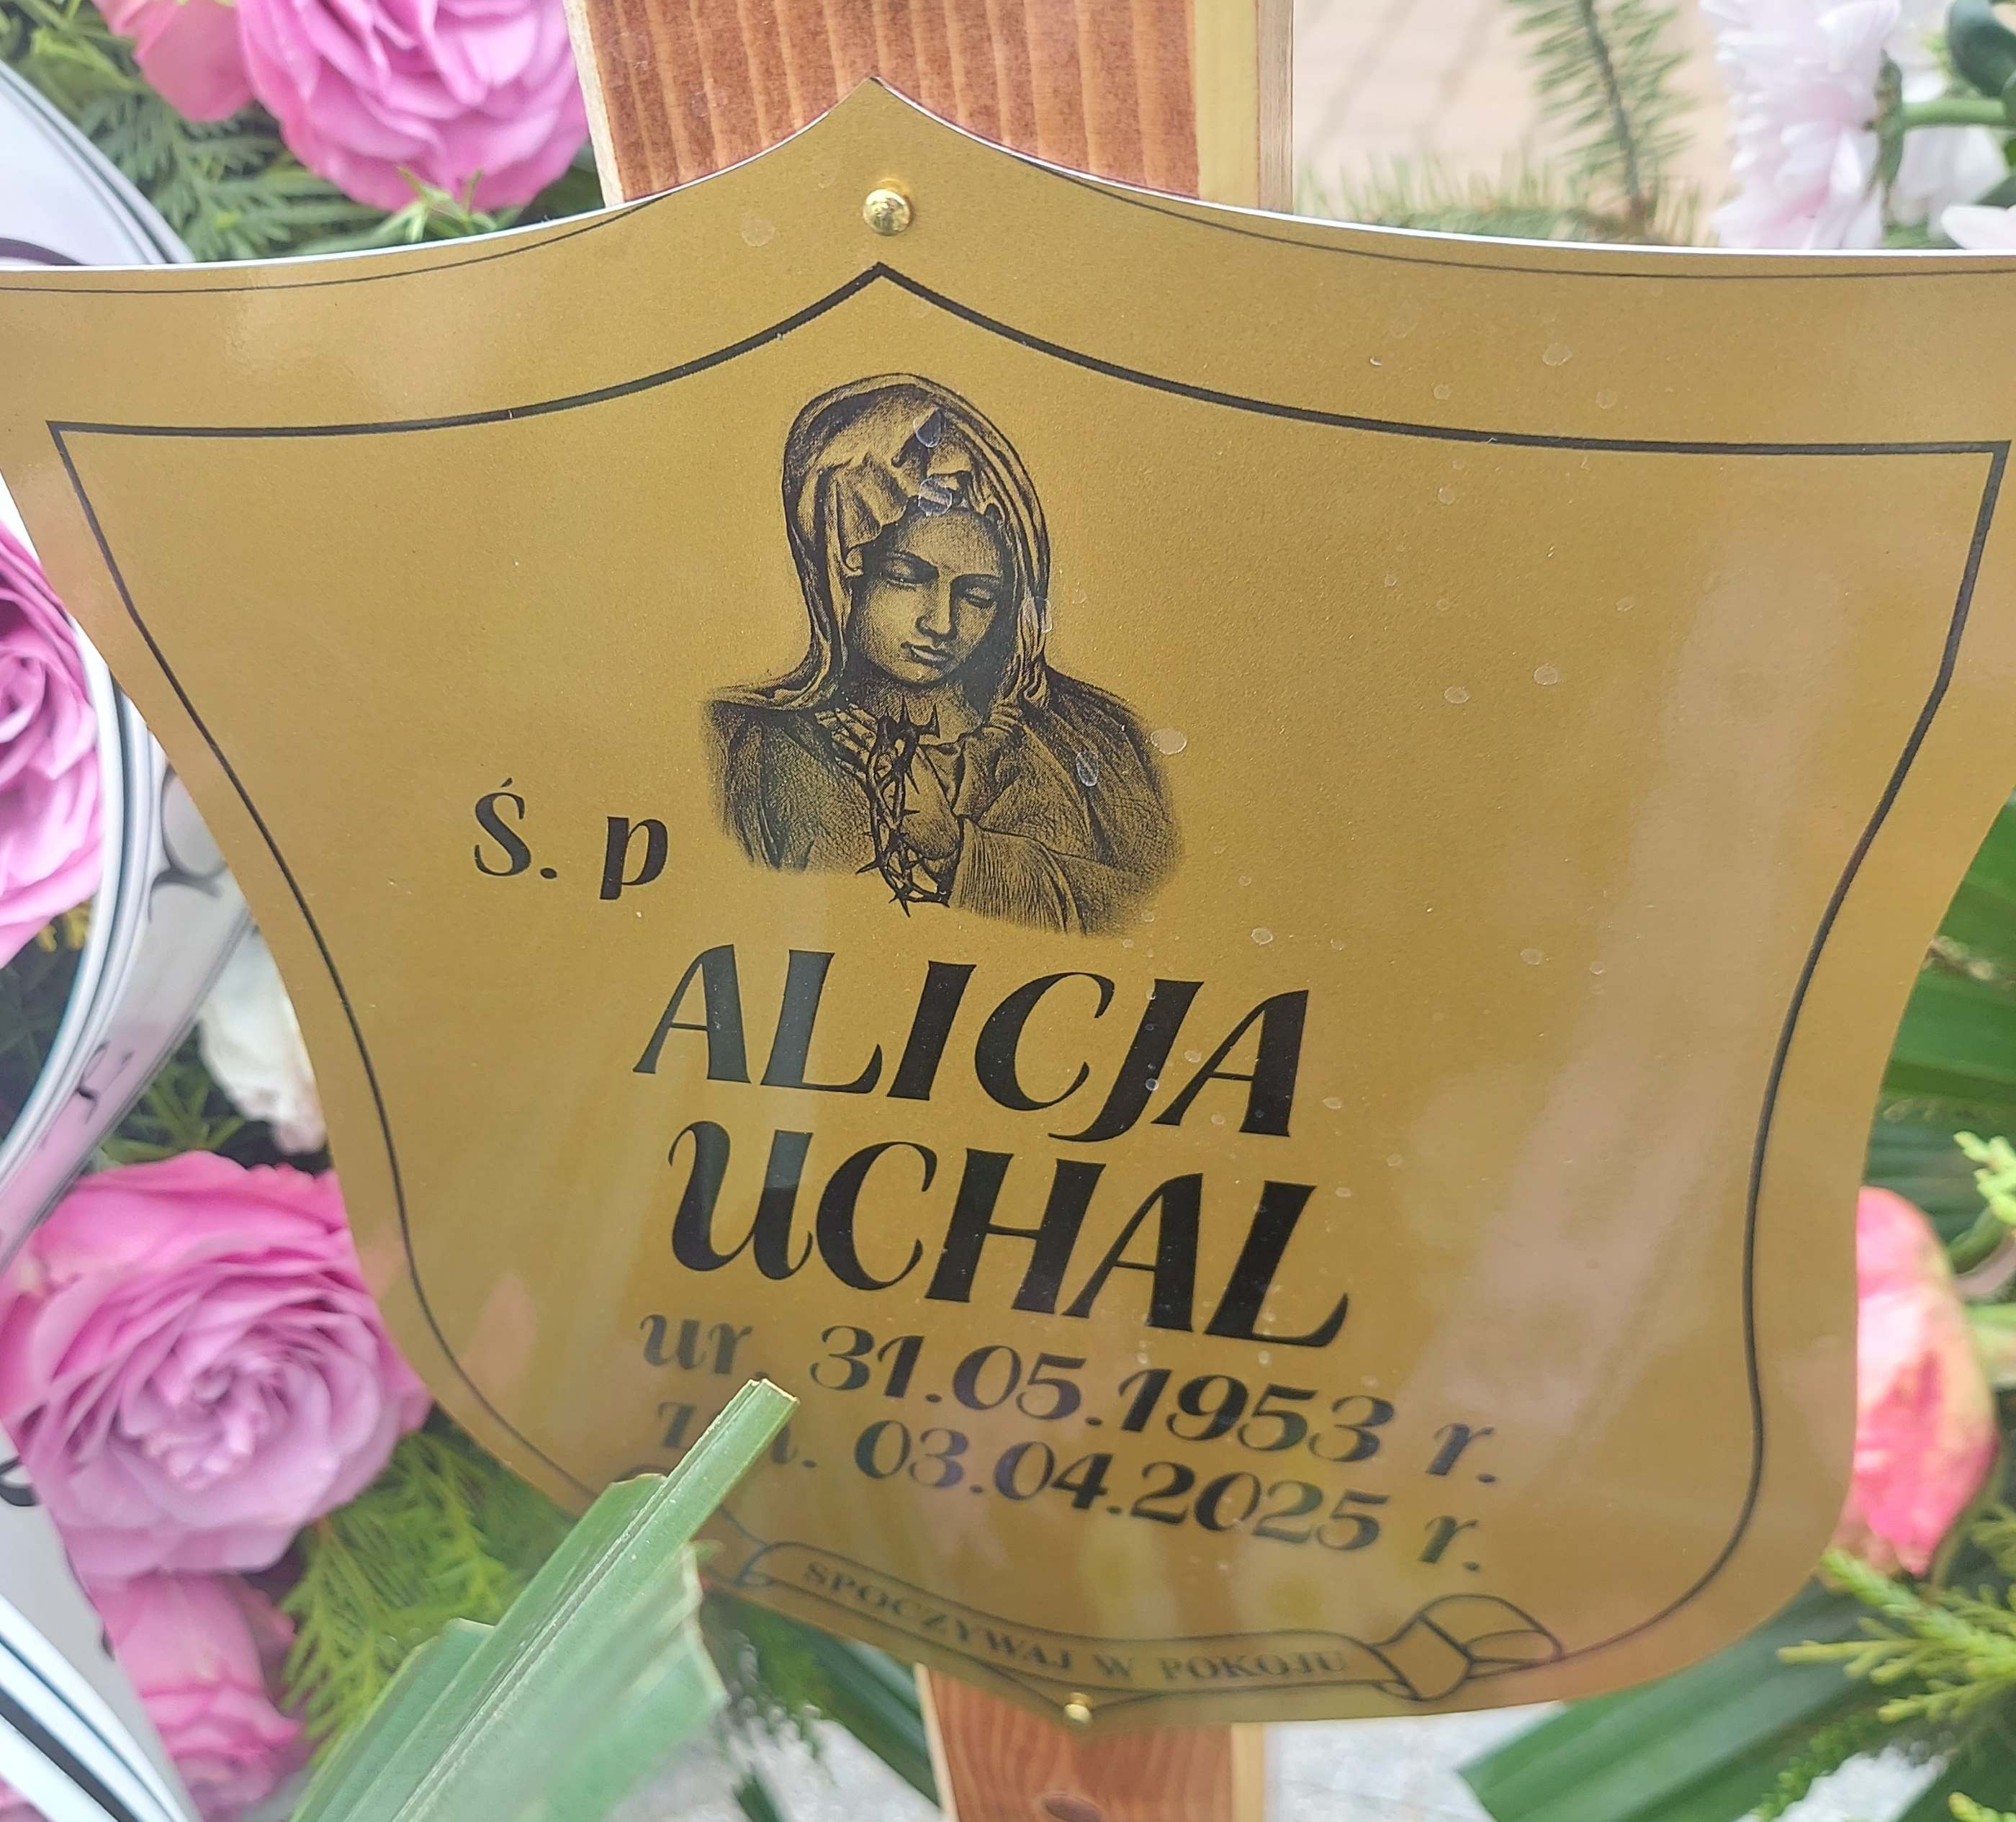 Ś. p
ALICJA
UCHAL
ur. 31.05.1953 r.
03.04.2025 r.
SPOCZYWAJ W POKOJU